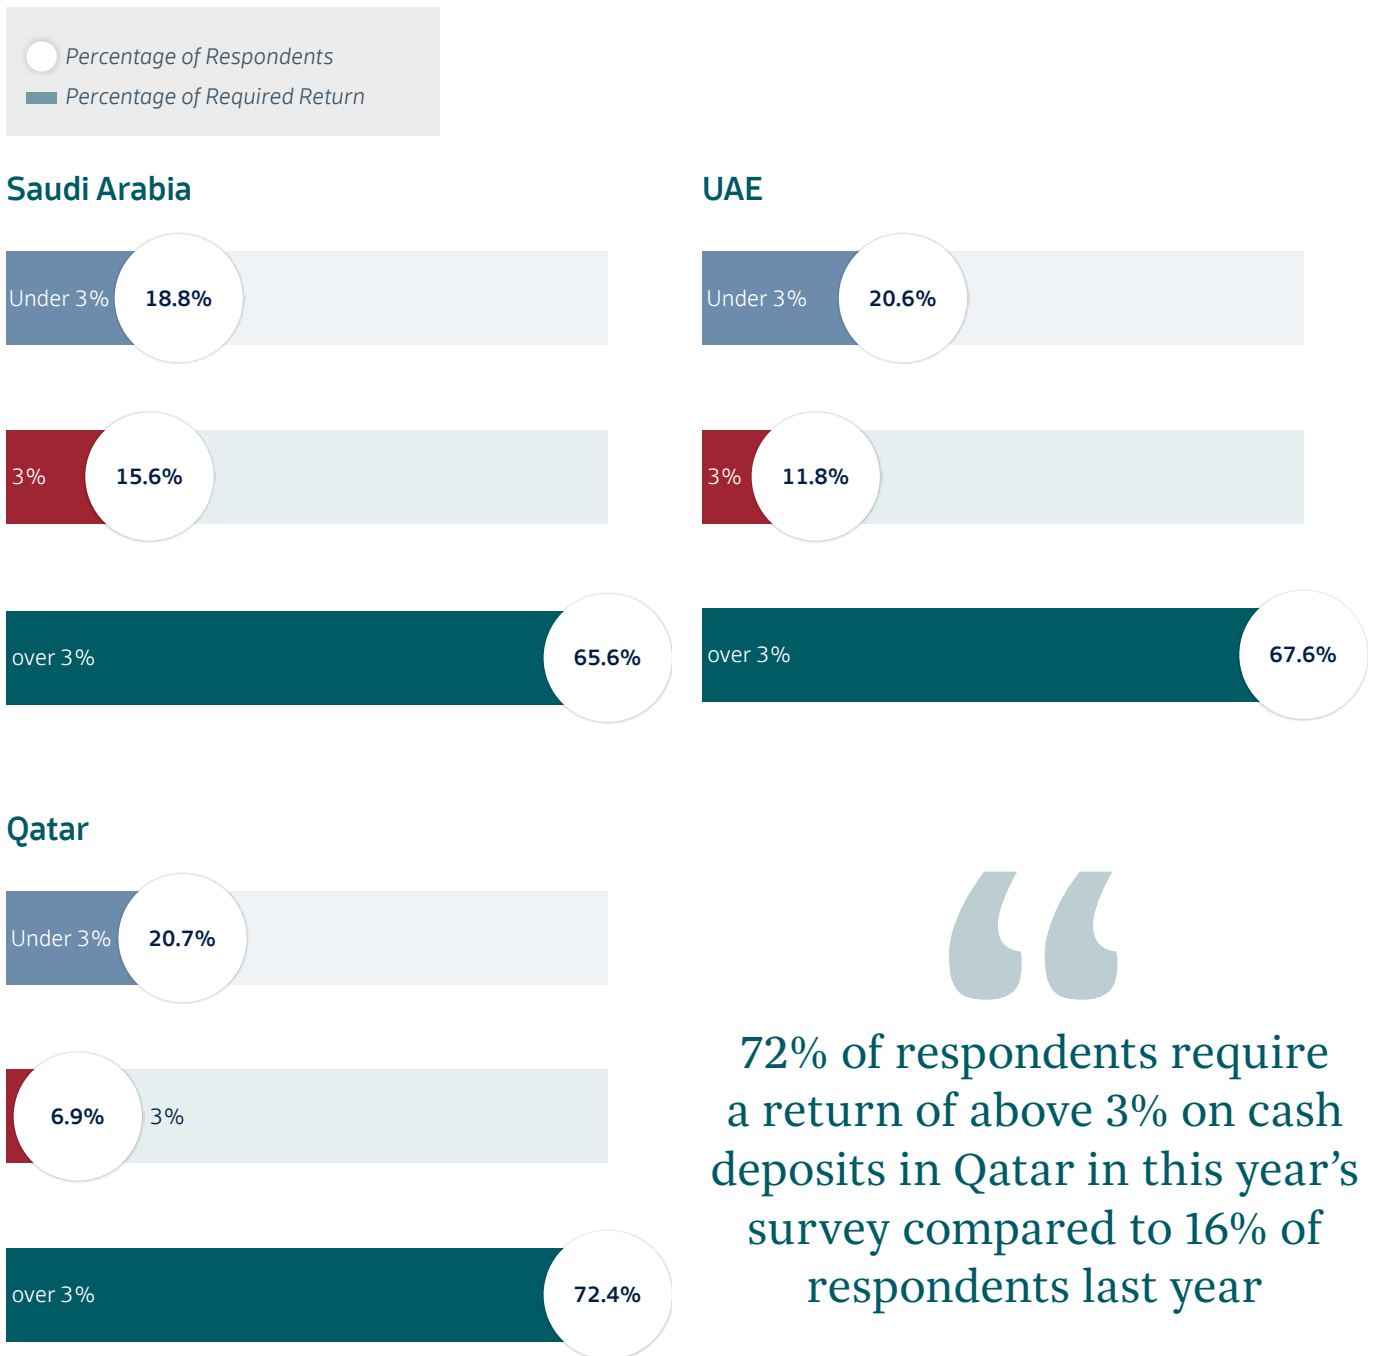 Percentage of Respondents
Percentage of Required Return
Saudi Arabia
Under 3% 18.8%
3% 15.6%
over 3% 65.6%
UAE
Under 3% 20.6%
3% 11.8%
over 3% 67.6%
Qatar
Under 3% 20.7%
6.9% 3%
over 3% 72.4%
“
72% of respondents require
a return of above 3% on cash
deposits in Qatar in this year’s
survey compared to 16% of
respondents last year